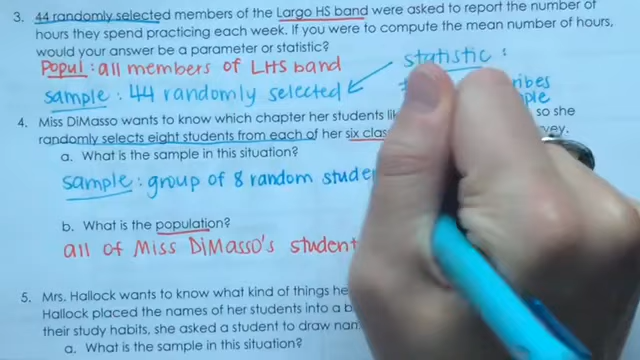 3. 44 randomly selected members of the Largo HS band were asked to report the number of
hours they spend practicing each week. If you were to compute the mean number of hours,
would your answer be a parameter or statistic?
statistic :
Popul : all members of LHS band
sample : 44 randomly selected
4. Miss DiMasso wants to know which chapter her students so she
randomly selects eight students from each of her six
a. What is the sample in this situation?
sample : group of 8 random
b. What is the population?
all of Miss DiMasso's student
5. Mrs. Hallock wants to know what kind of things
Hallock placed the names of her students into a
their study habits, she asked a student to draw
a. What is the sample in this situation?